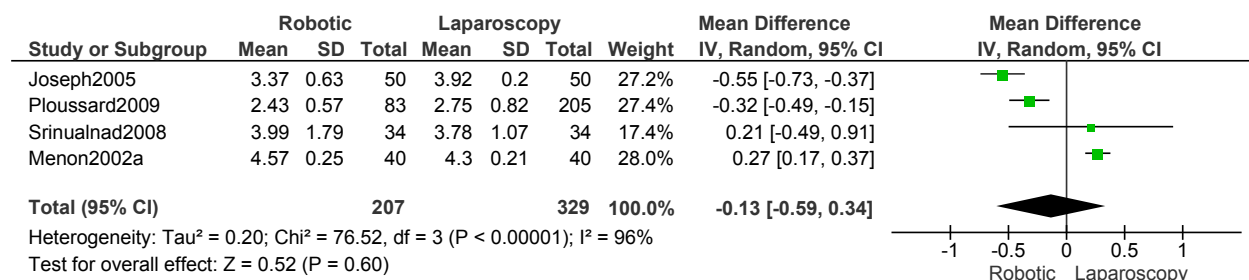 Robotic Laparoscopy Mean Difference Mean Difference
Study or Subgroup Mean SD Total Mean SD Total Weight IV, Random, 95% CI IV, Random, 95% CI
Joseph2005 3.37 0.63 50 3.92 0.2 50 27.2% -0.55 [-0.73, -0.37]
Ploussard2009 2.43 0.57 83 2.75 0.82 205 27.4% -0.32 [-0.49, -0.15]
Srinualnad2008 3.99 1.79 34 3.78 1.07 34 17.4% 0.21 [-0.49, 0.91]
Menon2002a 4.57 0.25 40 4.3 0.21 40 28.0% 0.27 [0.17, 0.37]
Total (95% CI) 207 329 100.0% -0.13 [-0.59, 0.34]
Heterogeneity: Tau² = 0.20; Chi² = 76.52, df = 3 (P < 0.00001); I² = 96%
Test for overall effect: Z = 0.52 (P = 0.60)
-1 -0.5 0 0.5 1
Robotic Laparoscopy